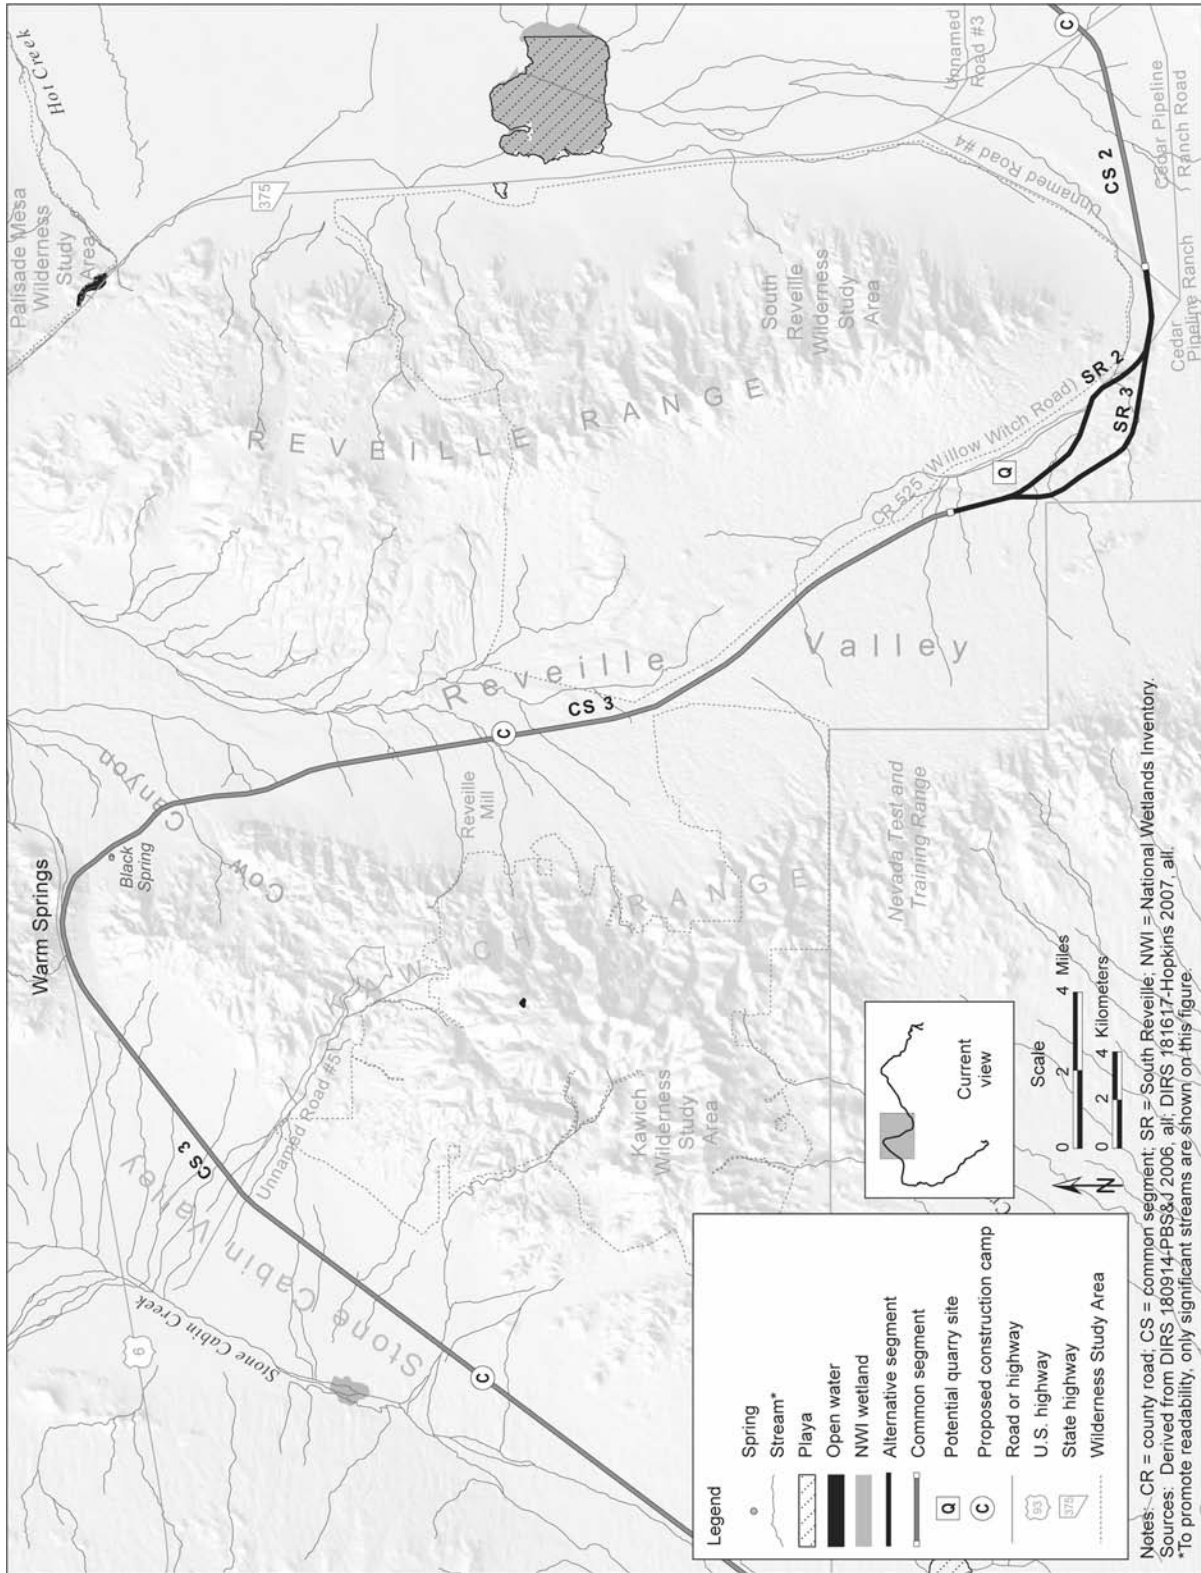 Warm Springs
Black
Spring
Cow Canyon
Palisade Mesa
Wilderness
Study
Area
Hot Creek
375
6
Stone Cabin Creek
Stone Cabin Valley
CS 3
Unnamed Road #5
Reveille
Mill
C
CS 3
Reveille
Valley
REVEILLE RANGE
South
Reveille
Wilderness
Study
Area
KAWICH
RANGE
Kawich
Wilderness
Study
Area
C
CR 525 (Willow Witch Road)
Q
SR 2
SR 3
Unnamed
Road #3
Unnamed Road #4
CS 2
C
Cedar Pipeline
Ranch Road
Cedar
Pipeline Ranch
Nevada Test and
Training Range
Current
view
Scale
0 2 4 Miles
0 2 4 Kilometers
N
Legend
Spring
Stream*
Playa
Open water
NWI wetland
Alternative segment
Common segment
Q Potential quarry site
C Proposed construction camp
Road or highway
93 U.S. highway
375 State highway
Wilderness Study Area
Notes: CR = county road; CS = common segment; SR = South Reveille; NWI = National Wetlands Inventory.
Sources: Derived from DIRS 180914-PBS&J 2006, all; DIRS 181617-Hopkins 2007, all.
*To promote readability, only significant streams are shown on this figure.